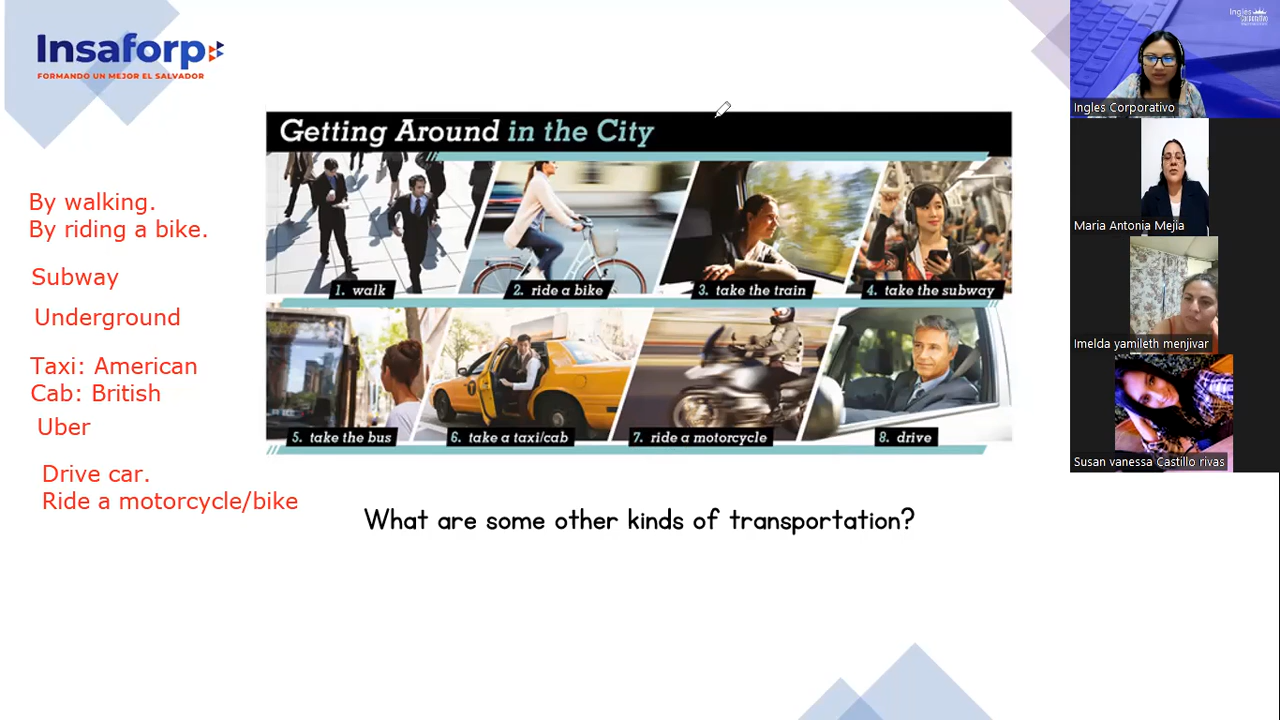 Insaforp
FORMANDO UN MEJOR EL SALVADOR
Getting Around in the City
1. walk
2. ride a bike
3. take the train
4. take the subway
5. take the bus
6. take a taxi/cab
7. ride a motorcycle
8. drive
By walking.
By riding a bike.
Subway
Underground
Taxi: American
Cab: British
Uber
Drive car.
Ride a motorcycle/bike
What are some other kinds of transportation?
Ingles
Corporativo
Ingles Corporativo
Maria Antonia Mejia
Imelda yamileth menjivar
Susan vanessa Castillo rivas